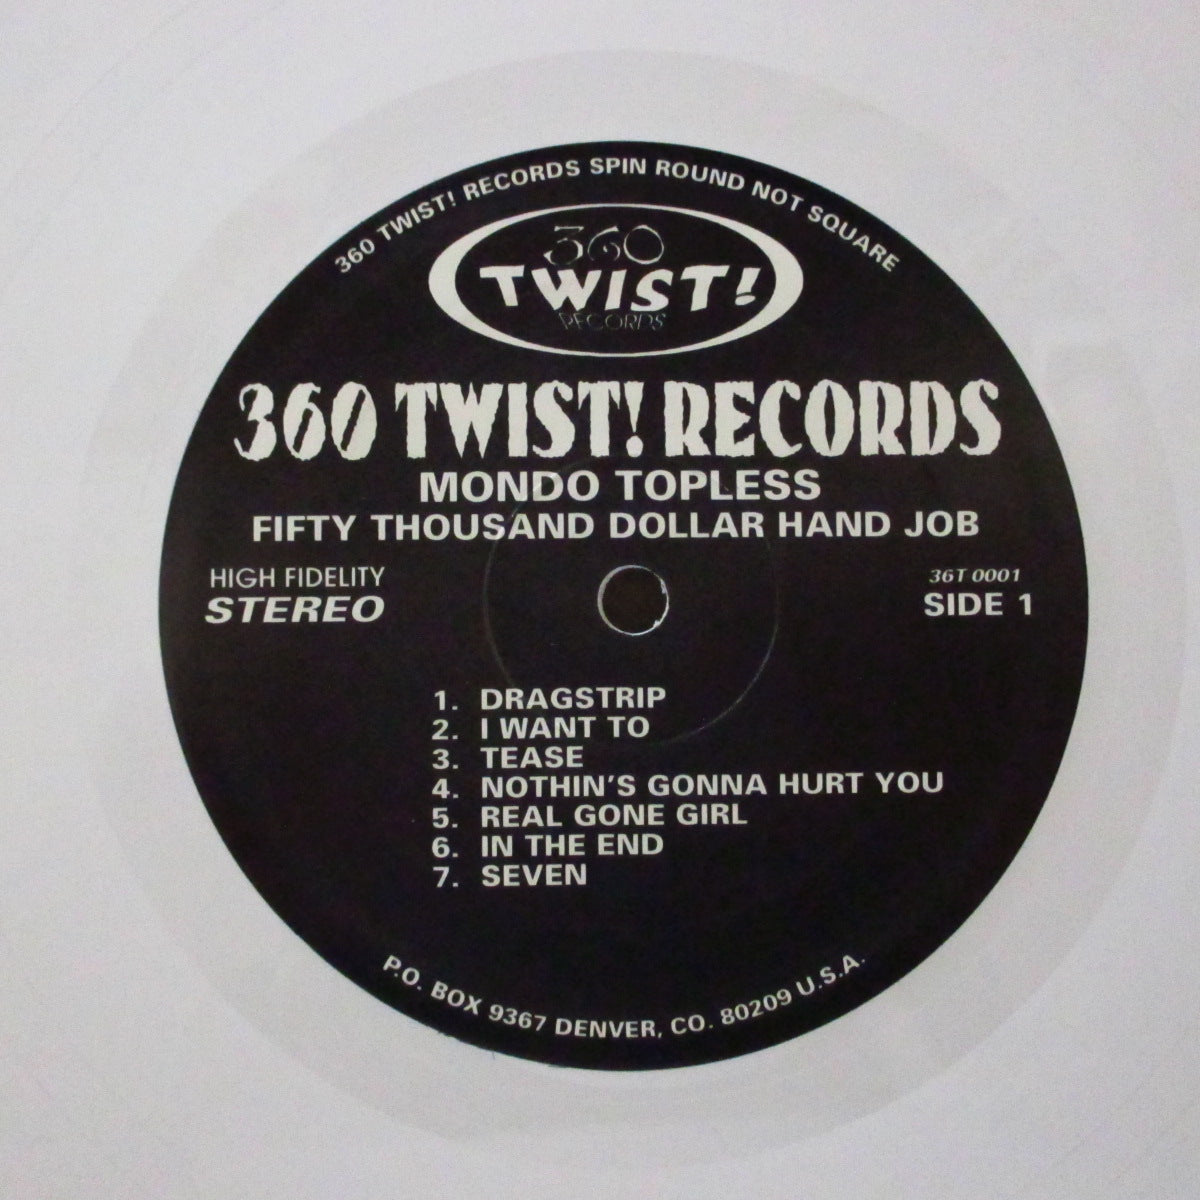 360 TWIST! RECORDS SPIN ROUND NOT SQUARE
360
TWIST!
RECORDS
360 TWIST! RECORDS
MONDO TOPLESS
FIFTY THOUSAND DOLLAR HAND JOB
HIGH FIDELITY
STEREO
36T 0001
SIDE 1
1. DRAGSTRIP
2. I WANT TO
3. TEASE
4. NOTHIN'S GONNA HURT YOU
5. REAL GONE GIRL
6. IN THE END
7. SEVEN
P.O. BOX 9367 DENVER, CO. 80209 U.S.A.